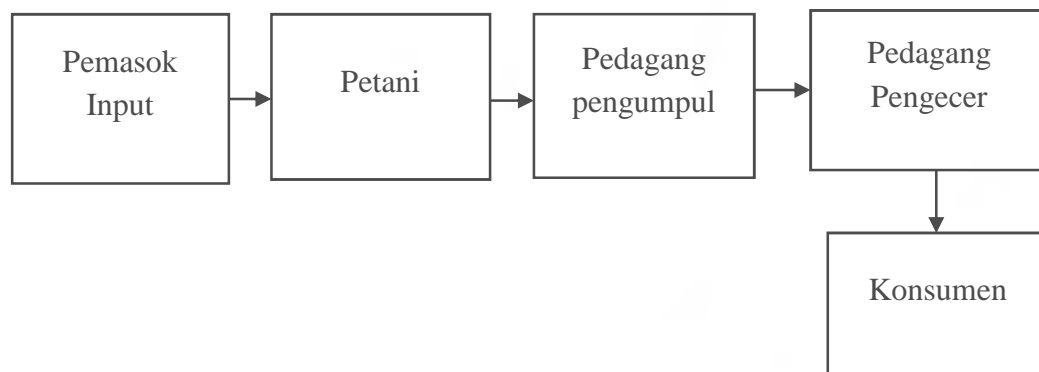 Pemasok
Input
Petani
Pedagang
pengumpul
Pedagang
Pengecer
Konsumen